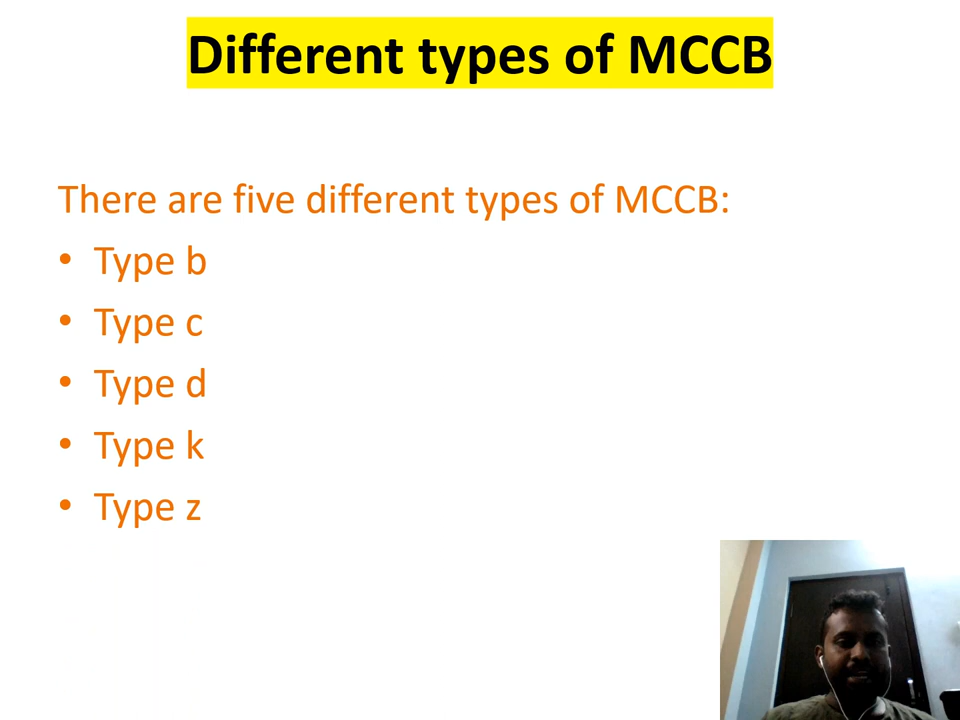 Different types of MCCB
There are five different types of MCCB:
• Type b
• Type c
• Type d
• Type k
• Type z